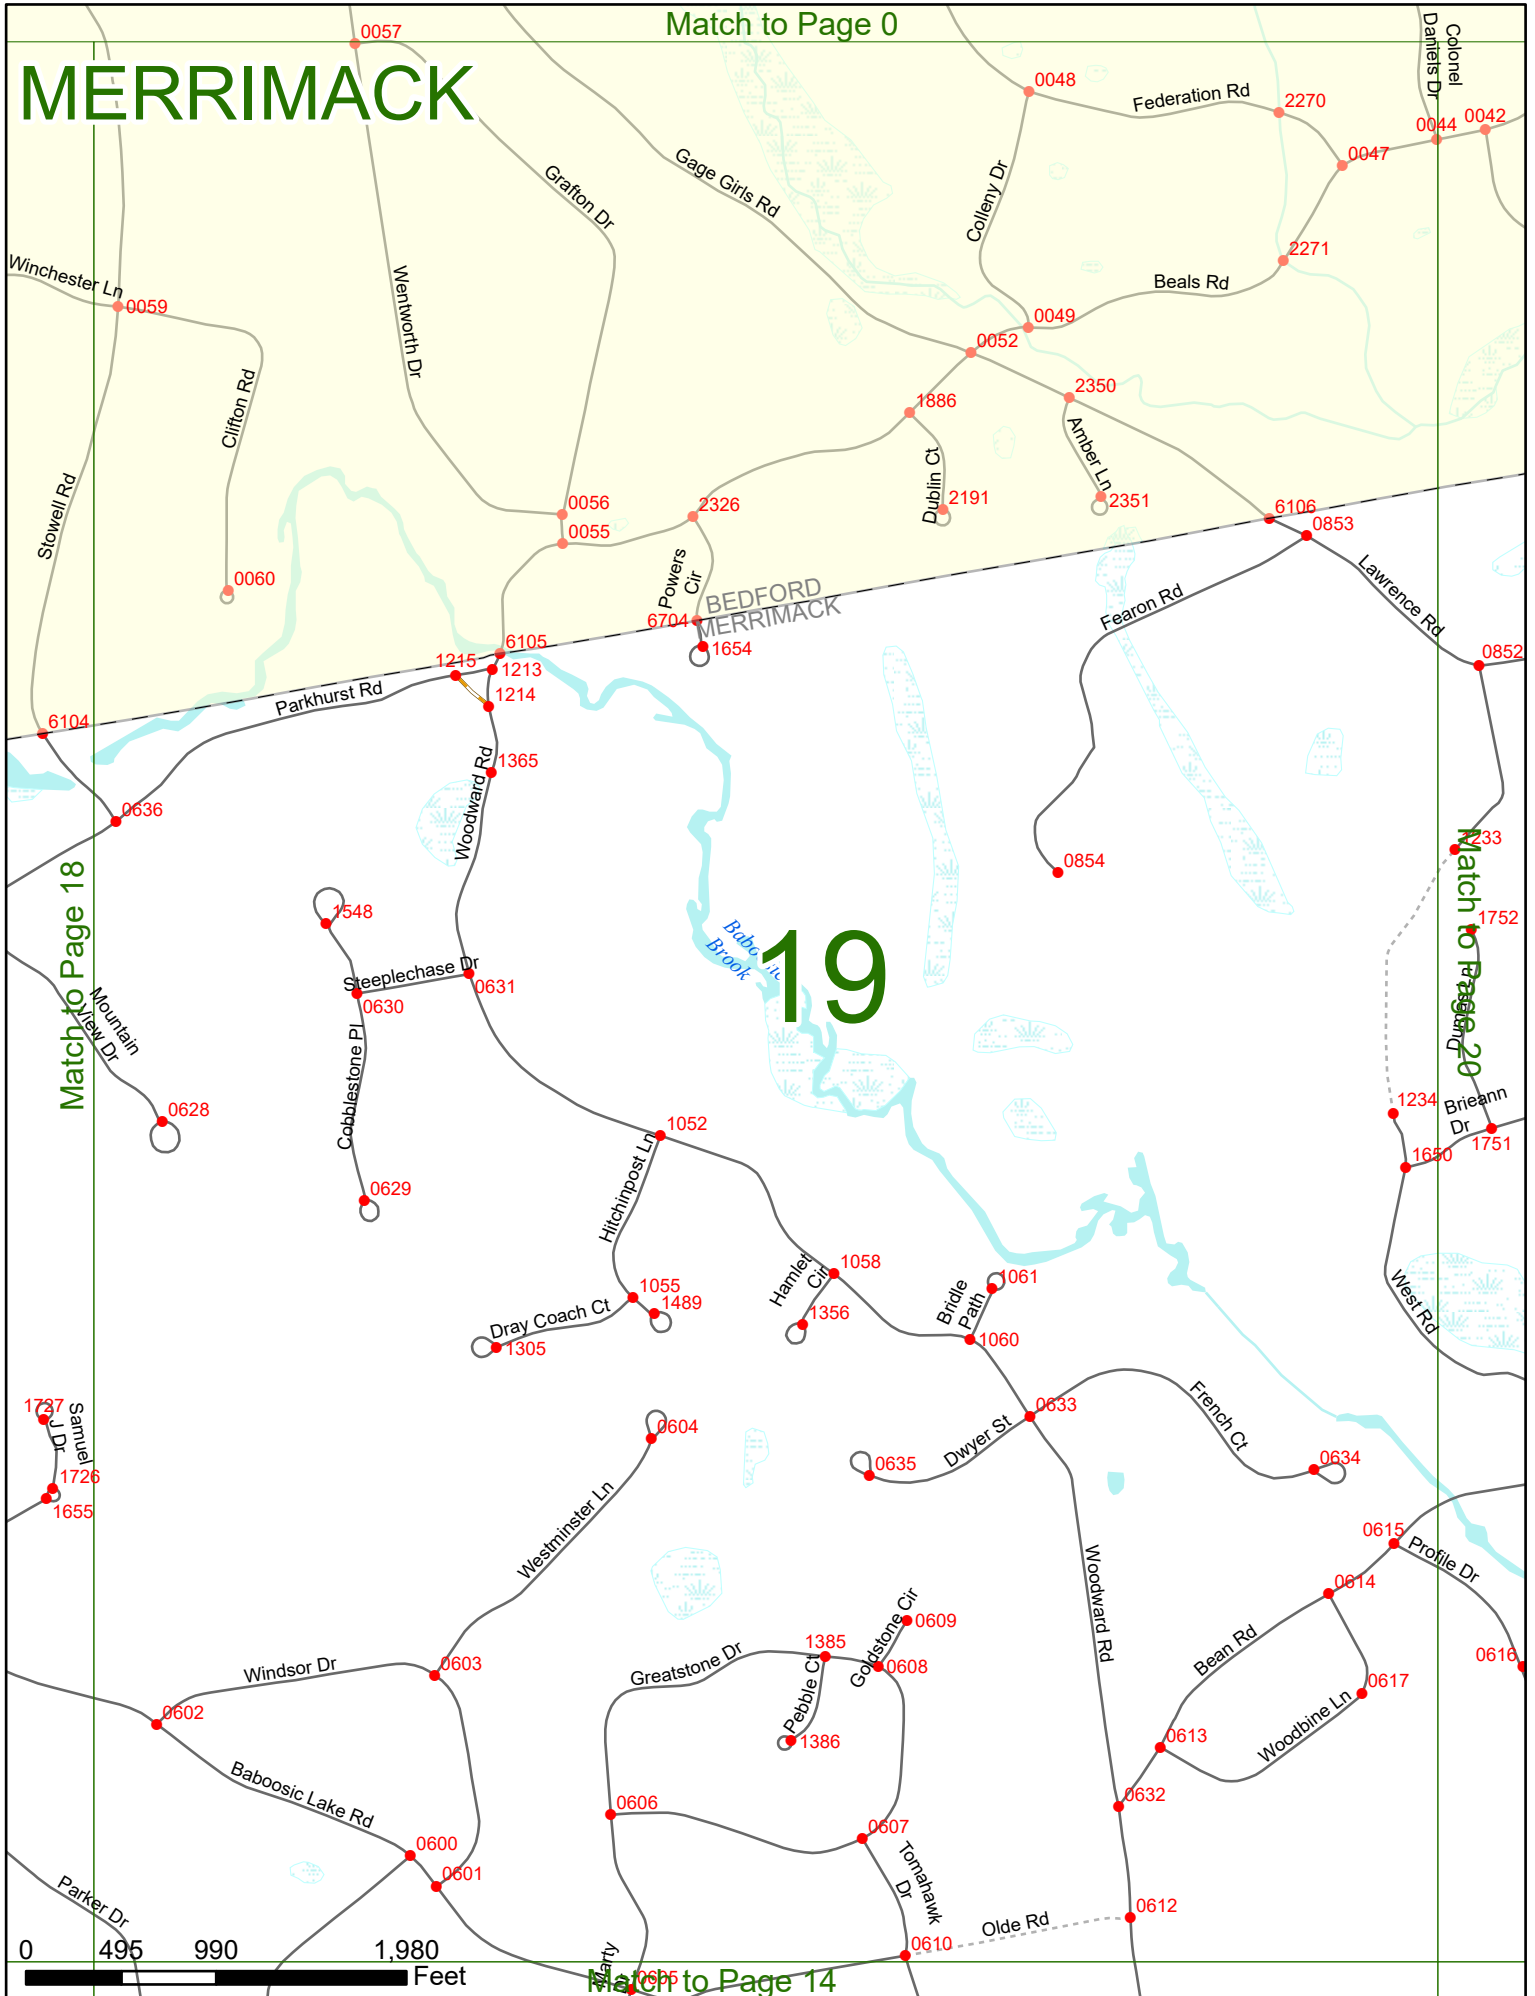 Match to Page 0
MERRIMACK
0057
0048
Federation Rd
2270
Colonel
Daniels Dr
0044
0042
0047
Gage Girls Rd
Grafton Dr
Colleny Dr
2271
Winchester Ln
0059
Wentworth Dr
Beals Rd
0049
0052
Clifton Rd
2350
1886
Amber Ln
Stowell Rd
0056
2326
Dublin Ct
2191
2351
0055
6106
0853
0060
Powers
Cir
BEDFORD
MERRIMACK
6704
1654
Fearon Rd
Lawrence Rd
0852
6105
1215
1213
1214
Parkhurst Rd
6104
1365
Woodward Rd
0636
0854
1233
Match to Page 18
Match to Page 20
1548
1752
Brook
19
Steeplechase Dr
0631
0630
Mountain
View Dr
Cobblestone Pl
0628
1052
1234
Brieann
Dr
1751
1650
0629
Hitchinpost Ln
1058
Hamlet
Cir
1061
Bridle
Path
1055
1489
1356
1060
Dray Coach Ct
1305
West Rd
1727
Samuel
J Dr
0604
0633
French Ct
Dwyer St
0635
0634
1726
1655
Westminster Ln
0615
Profile Dr
Woodward Rd
0614
Goldstone Cir
0609
1385
Greatstone Dr
0608
Bean Rd
0616
Windsor Dr
0603
0617
Pebble Ct
1386
0602
0613
Woodbine Ln
Baboosic Lake Rd
0606
0632
0607
0600
0601
Tomahawk
Dr
Parker Dr
0612
Olde Rd
0610
0 495 990 1,980
Feet
Marty
0605
Match to Page 14